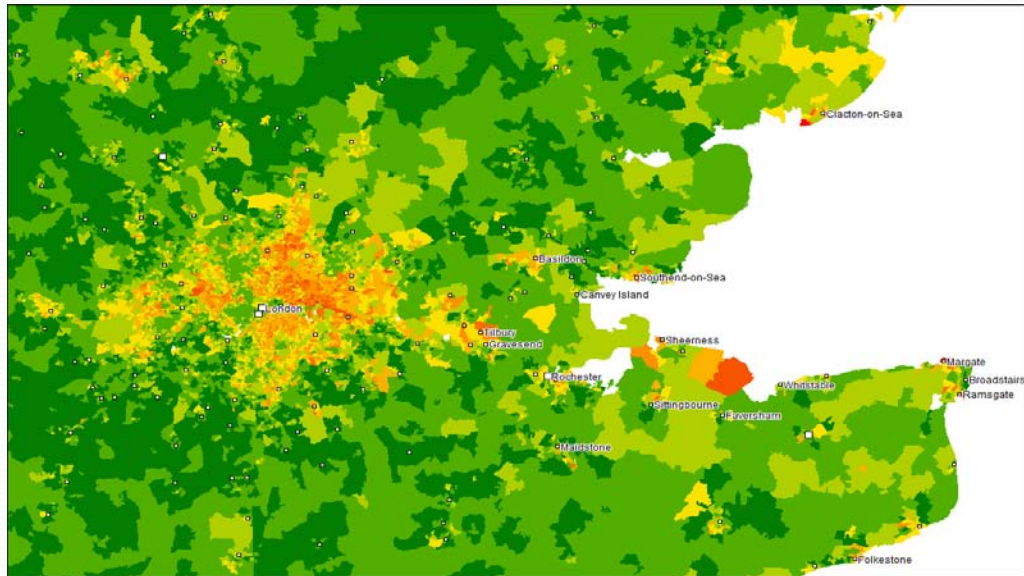 Clacton-on-Sea
Basildon
Southend-on-Sea
Canvey Island
London
Tilbury
Gravesend
Sheerness
Margate
Rochester
Whitstable
Broadstairs
Ramsgate
Sittingbourne
Faversham
Maidstone
Folkestone